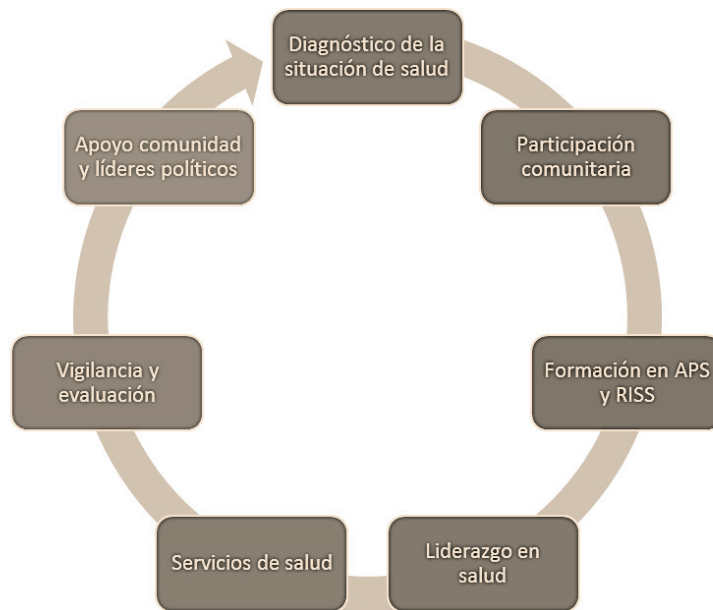 Diagnóstico de la
situación de salud
Participación
comunitaria
Formación en APS
y RISS
Liderazgo en
salud
Servicios de salud
Vigilancia y
evaluación
Apoyo comunidad
y líderes políticos